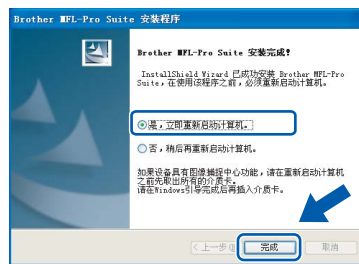 Brother MFL-Pro Suite 安装程序
Brother MFL-Pro Suite 安装完成!
InstallShield Wizard 已成功安装 Brother MFL-Pro
Suite，在使用该程序之前，必须重新启动计算机。
是，立即重新启动计算机。
否，稍后再重新启动计算机。
如果设备具有图像捕捉中心功能，请在重新启动计算机
之前先取出所有的介质卡。
请在Windows引导完成后再插入介质卡。
< 上一步(B)
完成
取消